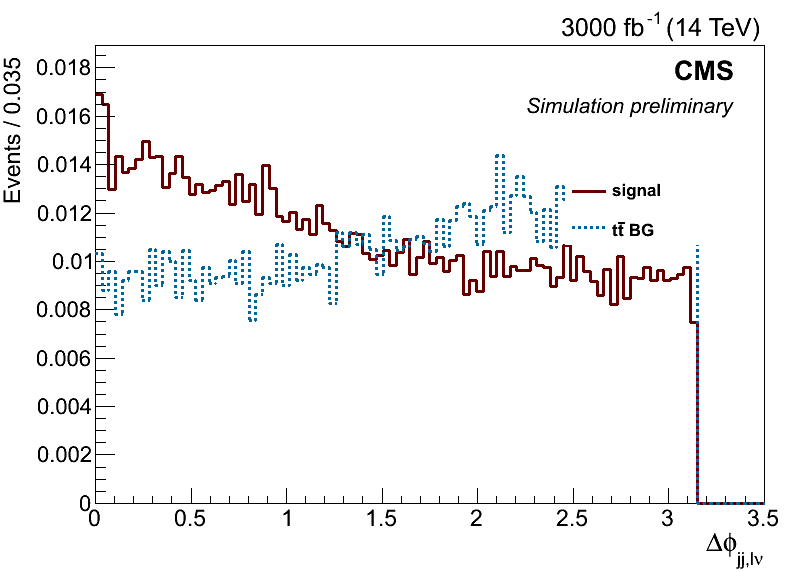 3000 fb⁻¹ (14 TeV)
Events / 0.035
CMS
Simulation preliminary
signal
tt̄ BG
0.018
0.016
0.014
0.012
0.01
0.008
0.006
0.004
0.002
0
0 0.5 1 1.5 2 2.5 3 3.5
Δϕjj,lν